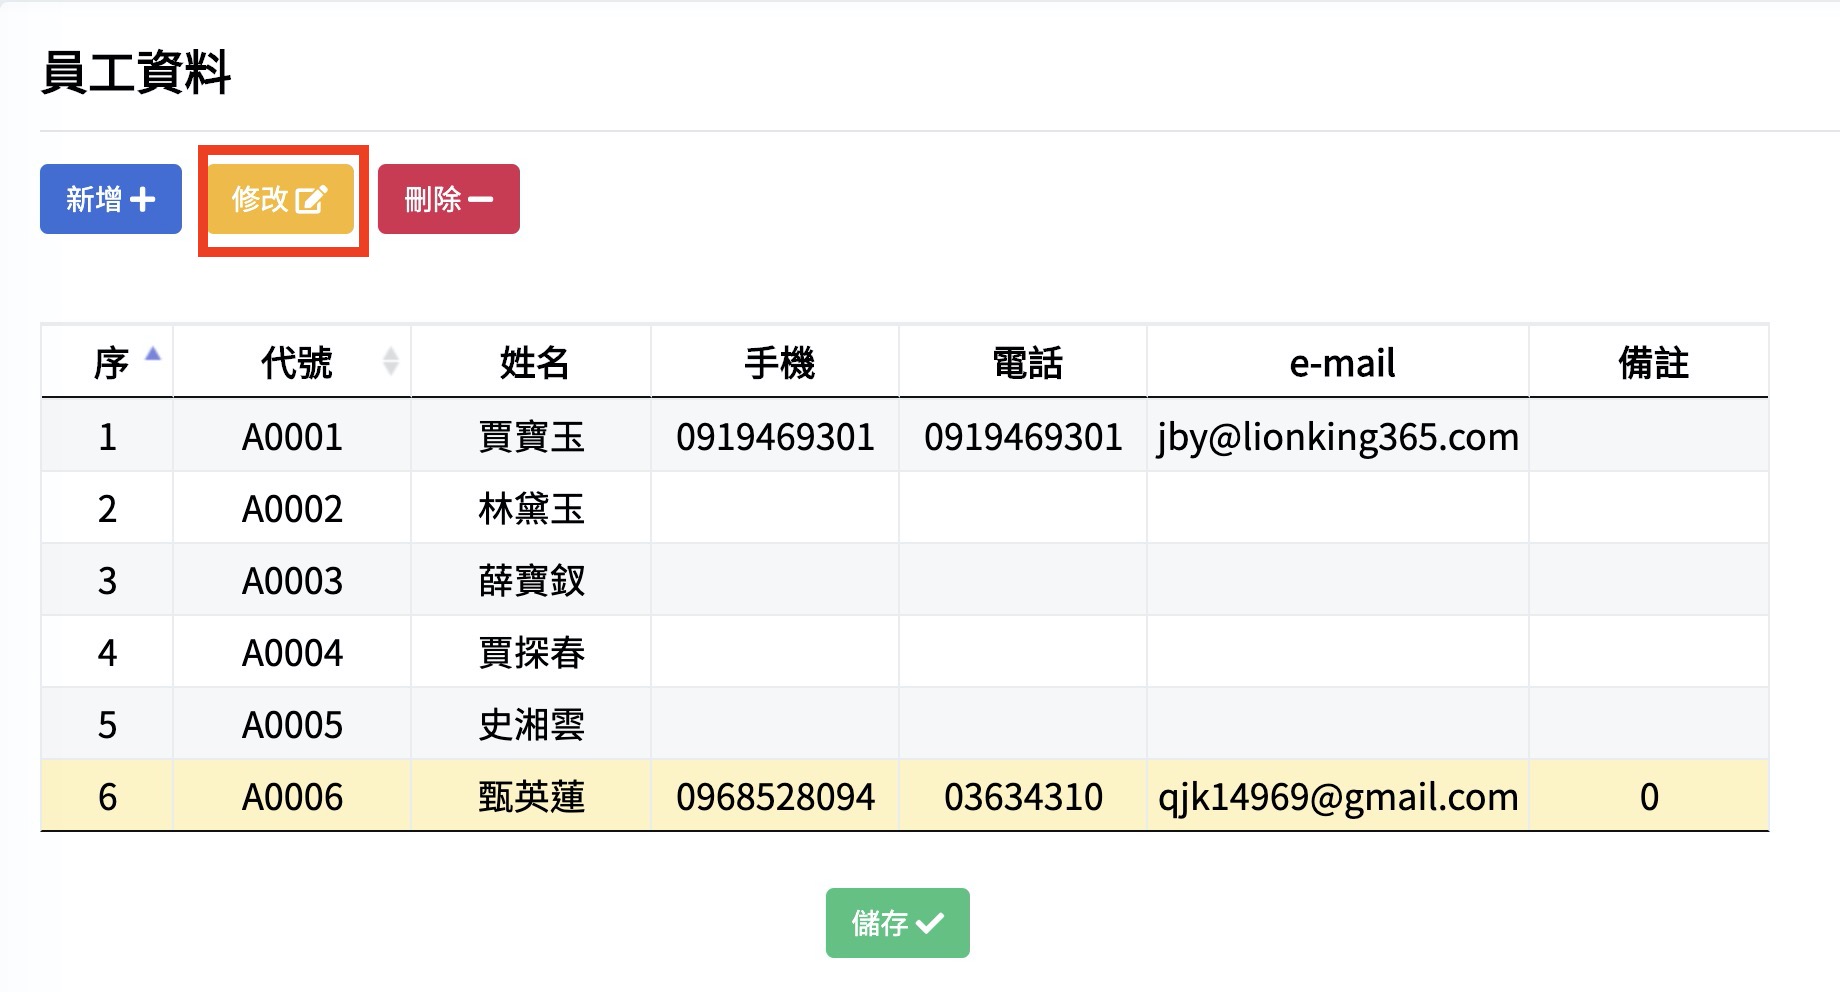 員工資料
新增 修改 刪除
序 代號 姓名 手機 電話 e-mail 備註
1 A0001 賈寶玉 0919469301 0919469301 jby@lionking365.com
2 A0002 林黛玉
3 A0003 薛寶釵
4 A0004 賈探春
5 A0005 史湘雲
6 A0006 甄英蓮 0968528094 03634310 qjk14969@gmail.com 0
儲存